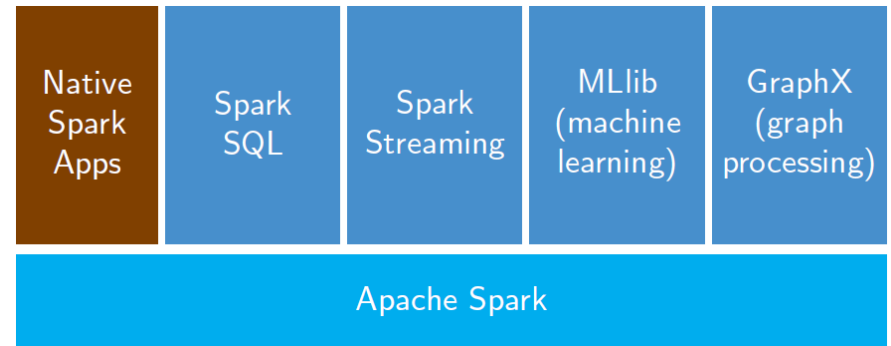 Native
Spark
Apps
Spark
SQL
Spark
Streaming
MLlib
(machine
learning)
GraphX
(graph
processing)
Apache Spark